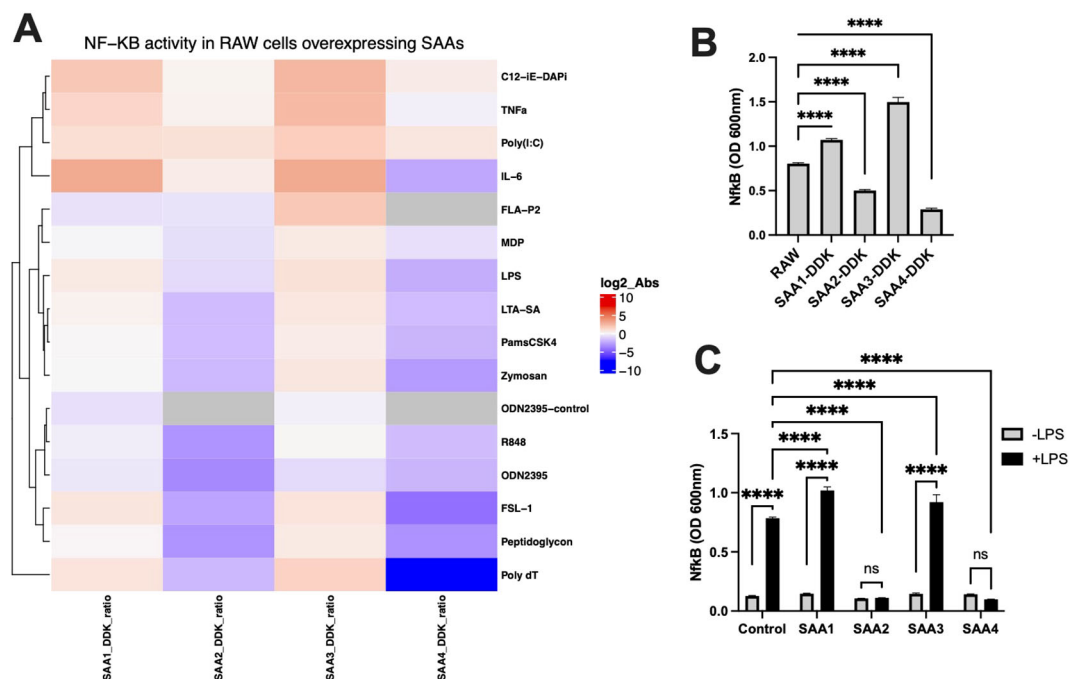 A
NF-KB activity in RAW cells overexpressing SAAs
C12-iE-DAPi
TNFa
Poly(I:C)
IL-6
FLA-P2
MDP
LPS
LTA-SA
PamsCSK4
Zymosan
ODN2395-control
R848
ODN2395
FSL-1
Peptidoglycon
Poly dT
SAA1_DDK_ratio
SAA2_DDK_ratio
SAA3_DDK_ratio
SAA4_DDK_ratio
log2_Abs
10
5
0
-5
-10
B
****
****
****
****
2.0
1.5
1.0
0.5
0.0
NfkB (OD 600nm)
RAW
SAA1-DDK
SAA2-DDK
SAA3-DDK
SAA4-DDK
C
****
****
****
****
****
****
****
ns
ns
-LPS
+LPS
1.5
1.0
0.5
0.0
NfkB (OD 600nm)
Control
SAA1
SAA2
SAA3
SAA4